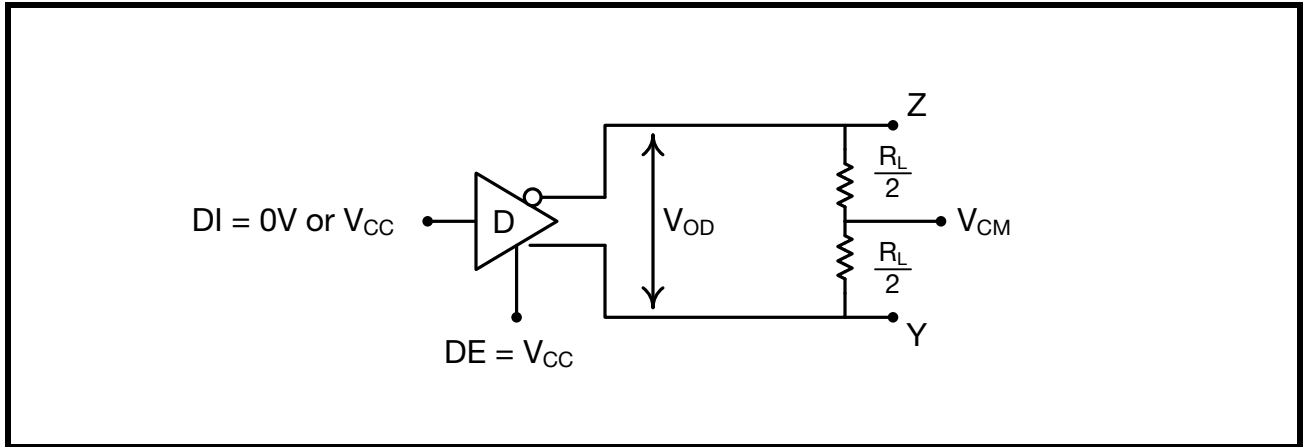 Z
R_L
2
DI = 0V or V_CC
D
V_OD
V_CM
R_L
2
Y
DE = V_CC